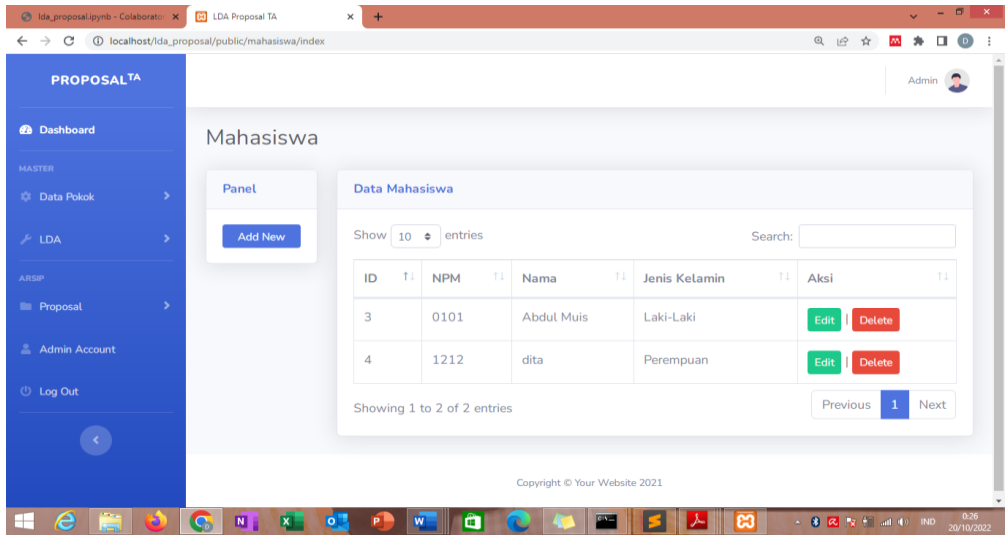 lda_proposal.ipynb - Colaborator
LDA Proposal TA
localhost/lda_proposal/public/mahasiswa/index
D
PROPOSALTA
Admin
Dashboard
Mahasiswa
MASTER
Data Pokok
LDA
ARSIP
Proposal
Admin Account
Log Out
Panel
Add New
Data Mahasiswa
Show 10 entries
Search:
ID NPM Nama Jenis Kelamin Aksi
3 0101 Abdul Muis Laki-Laki Edit | Delete
4 1212 dita Perempuan Edit | Delete
Showing 1 to 2 of 2 entries
Previous 1 Next
Copyright © Your Website 2021
IND
0:26
20/10/2022